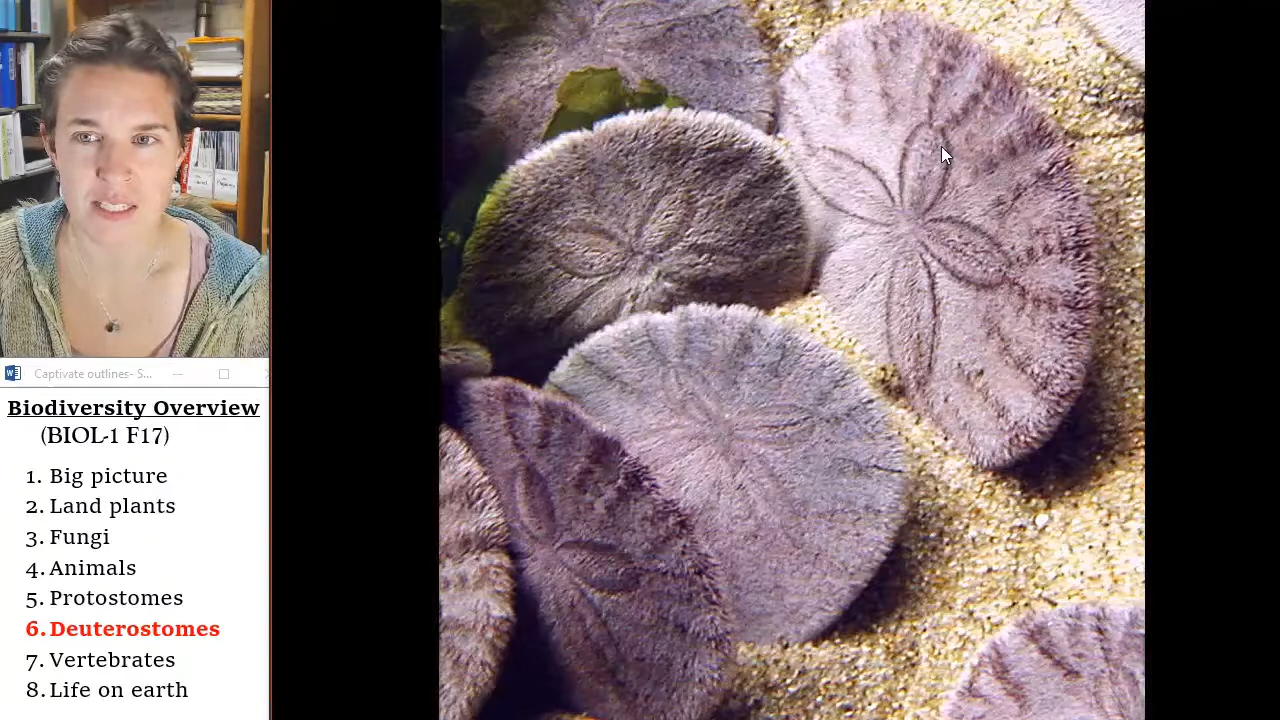 Captivate outlines- S...
Biodiversity Overview
(BIOL-1 F17)
1. Big picture
2. Land plants
3. Fungi
4. Animals
5. Protostomes
6. Deuterostomes
7. Vertebrates
8. Life on earth